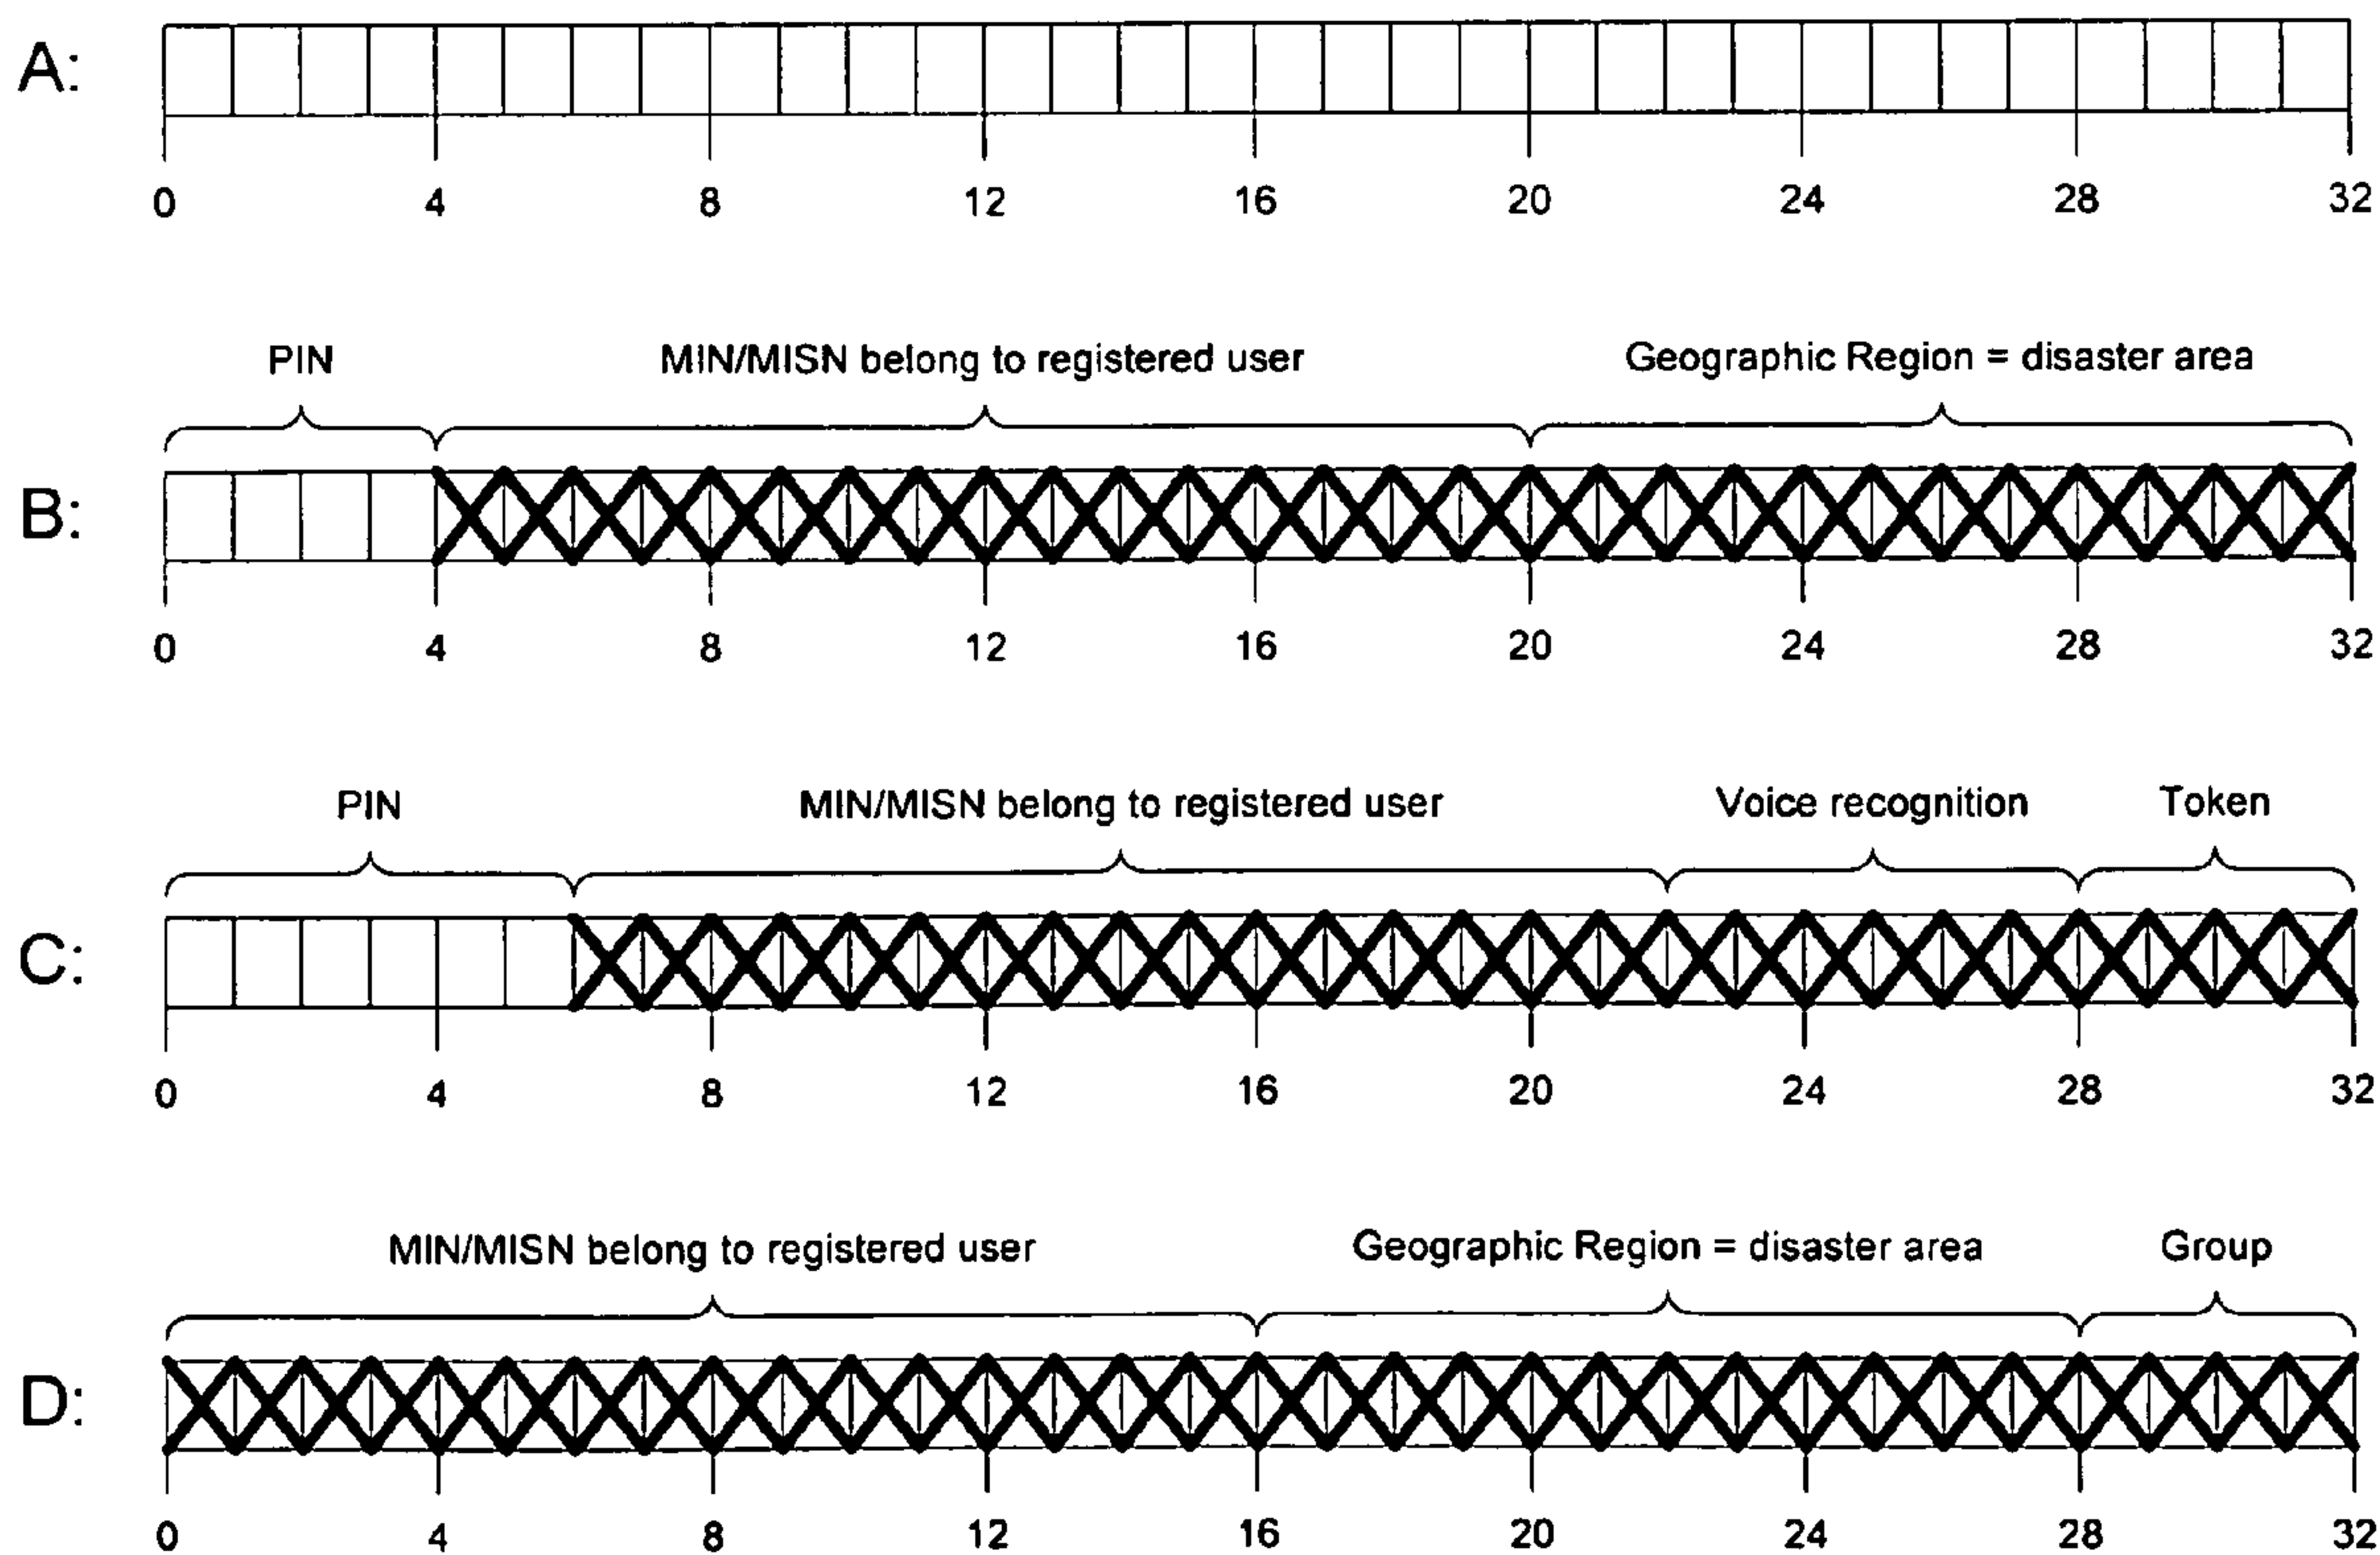 A:
0 4 8 12 16 20 24 28 32
PIN MIN/MISN belong to registered user Geographic Region = disaster area
B:
0 4 8 12 16 20 24 28 32
PIN MIN/MISN belong to registered user Voice recognition Token
C:
0 4 8 12 16 20 24 28 32
MIN/MISN belong to registered user Geographic Region = disaster area Group
D:
0 4 8 12 16 20 24 28 32